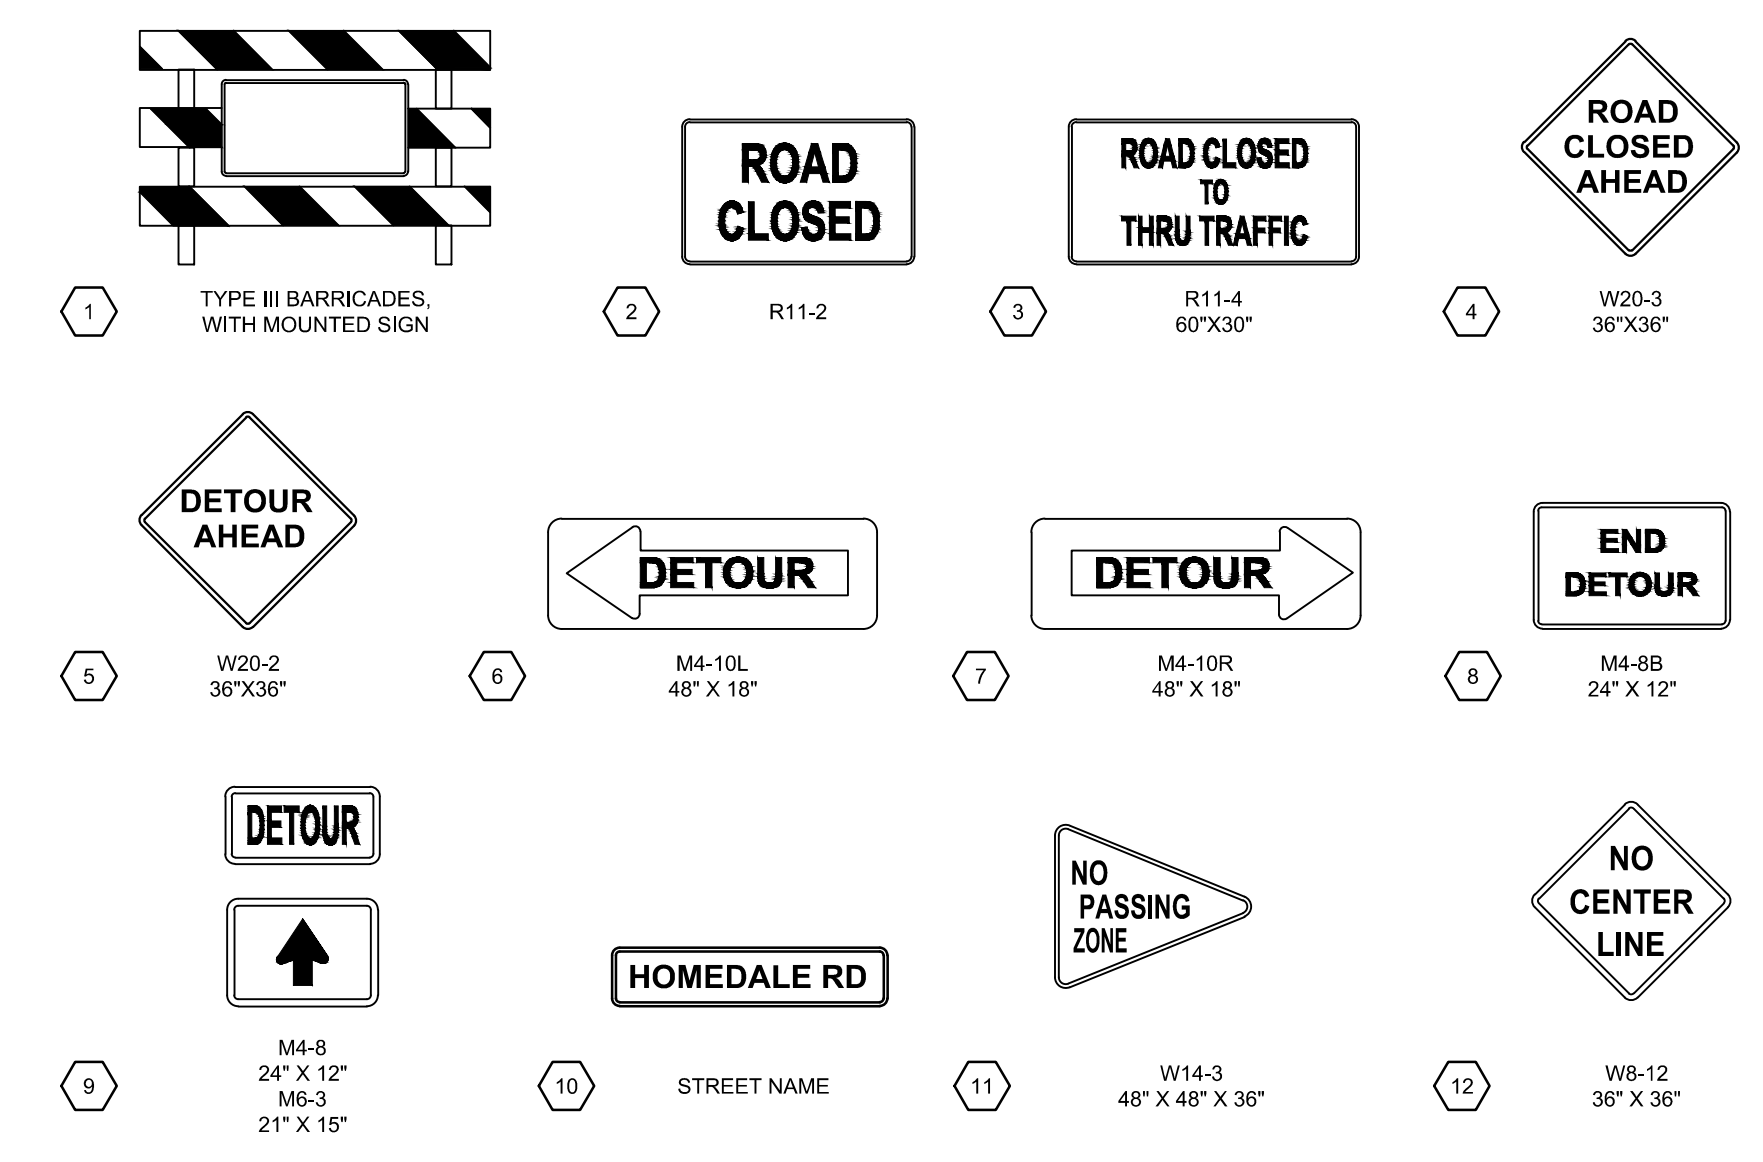 ROAD
CLOSED
ROAD CLOSED
TO
THRU TRAFFIC
ROAD
CLOSED
AHEAD
1
TYPE III BARRICADES,
WITH MOUNTED SIGN
2
R11-2
3
R11-4
60"X30"
4
W20-3
36"X36"
DETOUR
AHEAD
DETOUR
DETOUR
END
DETOUR
5
W20-2
36"X36"
6
M4-10L
48" X 18"
7
M4-10R
48" X 18"
8
M4-8B
24" X 12"
DETOUR
HOMEDALE RD
NO
PASSING
ZONE
NO
CENTER
LINE
9
M4-8
24" X 12"
M6-3
21" X 15"
10
STREET NAME
11
W14-3
48" X 48" X 36"
12
W8-12
36" X 36"